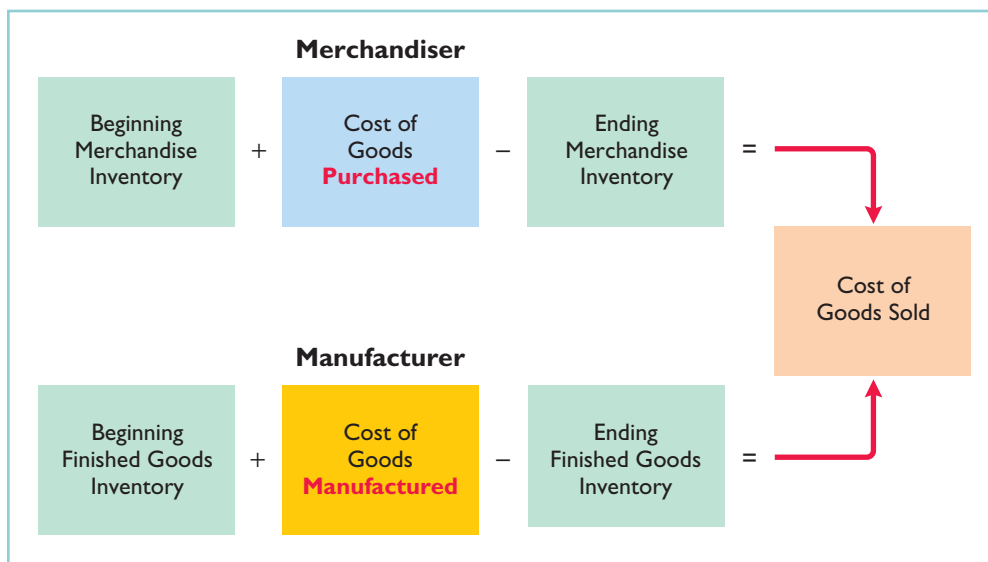 Merchandiser
Beginning
Merchandise
Inventory
+
Cost of
Goods
Purchased
–
Ending
Merchandise
Inventory
=
Cost of
Goods Sold
Manufacturer
Beginning
Finished Goods
Inventory
+
Cost of
Goods
Manufactured
–
Ending
Finished Goods
Inventory
=